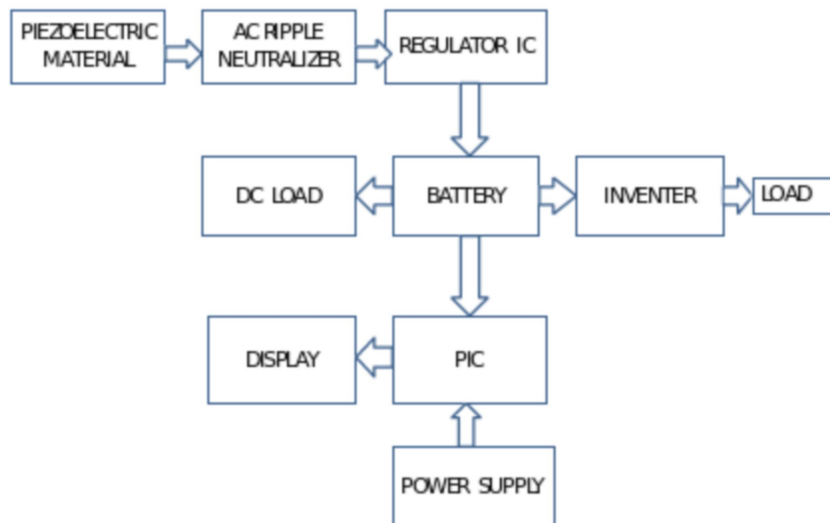 PIEZOELECTRIC
MATERIAL
AC RIPPLE
NEUTRALIZER
REGULATOR IC
DC LOAD
BATTERY
INVENTER
LOAD
DISPLAY
PIC
POWER SUPPLY